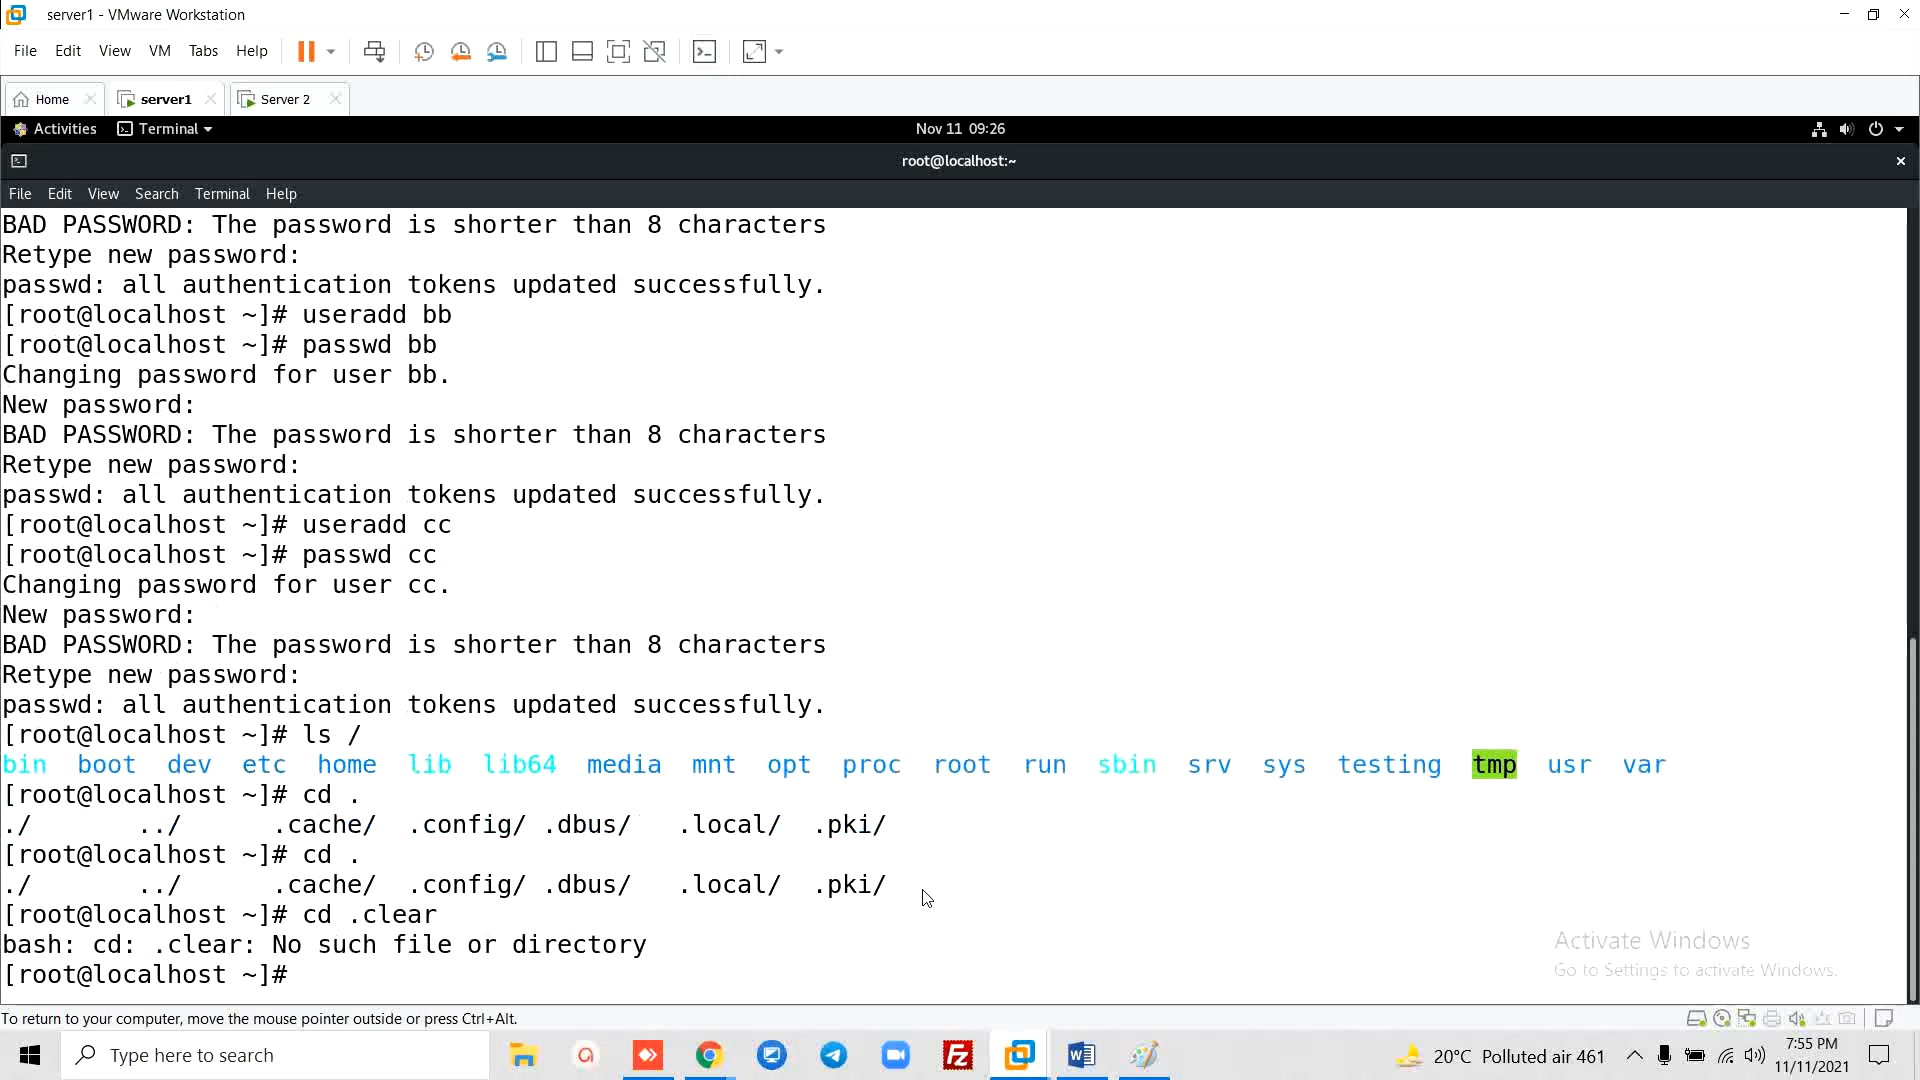 server1 - VMware Workstation
File Edit View VM Tabs Help
Home server1 Server 2
Activities Terminal Nov 11 09:26
root@localhost:~
File Edit View Search Terminal Help
BAD PASSWORD: The password is shorter than 8 characters
Retype new password:
passwd: all authentication tokens updated successfully.
[root@localhost ~]# useradd bb
[root@localhost ~]# passwd bb
Changing password for user bb.
New password:
BAD PASSWORD: The password is shorter than 8 characters
Retype new password:
passwd: all authentication tokens updated successfully.
[root@localhost ~]# useradd cc
[root@localhost ~]# passwd cc
Changing password for user cc.
New password:
BAD PASSWORD: The password is shorter than 8 characters
Retype new password:
passwd: all authentication tokens updated successfully.
[root@localhost ~]# ls /
bin boot dev etc home lib lib64 media mnt opt proc root run sbin srv sys testing tmp usr var
[root@localhost ~]# cd .
./ ../ .cache/ .config/ .dbus/ .local/ .pki/
[root@localhost ~]# cd .
./ ../ .cache/ .config/ .dbus/ .local/ .pki/
[root@localhost ~]# cd .clear
bash: cd: .clear: No such file or directory
[root@localhost ~]#
Activate Windows
Go to Settings to activate Windows.
To return to your computer, move the mouse pointer outside or press Ctrl+Alt.
Type here to search
20°C Polluted air 461
7:55 PM
11/11/2021